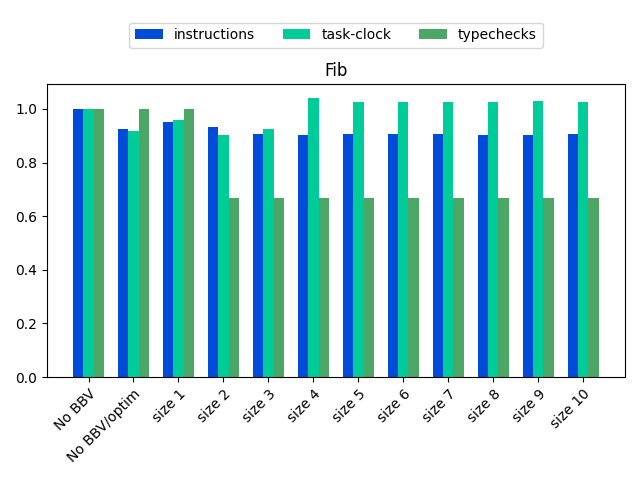 instructions task-clock typechecks
Fib
1.0
0.8
0.6
0.4
0.2
0.0
No BBV
No BBV/optim
size 1
size 2
size 3
size 4
size 5
size 6
size 7
size 8
size 9
size 10